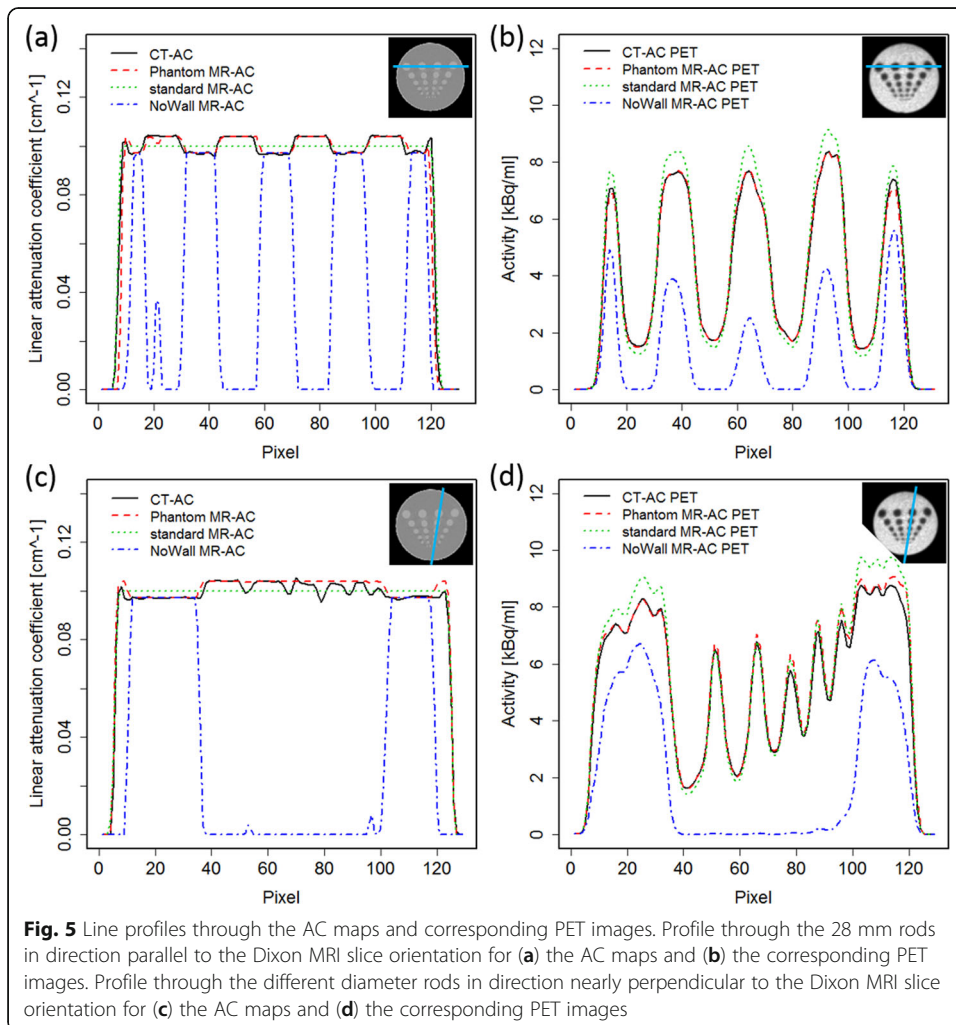 (a)
CT-AC
Phantom MR-AC
standard MR-AC
NoWall MR-AC
Linear attenuation coefficient [cm^-1]
0.00 0.04 0.08 0.12
0 20 40 60 80 100 120
Pixel
(b)
CT-AC PET
Phantom MR-AC PET
standard MR-AC PET
NoWall MR-AC PET
Activity [kBq/ml]
0 2 4 6 8 10 12
0 20 40 60 80 100 120
Pixel
(c)
CT-AC
Phantom MR-AC
standard MR-AC
NoWall MR-AC
Linear attenuation coefficient [cm^-1]
0.00 0.04 0.08 0.12
0 20 40 60 80 100 120
Pixel
(d)
CT-AC PET
Phantom MR-AC PET
standard MR-AC PET
NoWall MR-AC PET
Activity [kBq/ml]
0 2 4 6 8 10 12
0 20 40 60 80 100 120
Pixel
Fig. 5 Line profiles through the AC maps and corresponding PET images. Profile through the 28 mm rods
in direction parallel to the Dixon MRI slice orientation for (a) the AC maps and (b) the corresponding PET
images. Profile through the different diameter rods in direction nearly perpendicular to the Dixon MRI slice
orientation for (c) the AC maps and (d) the corresponding PET images